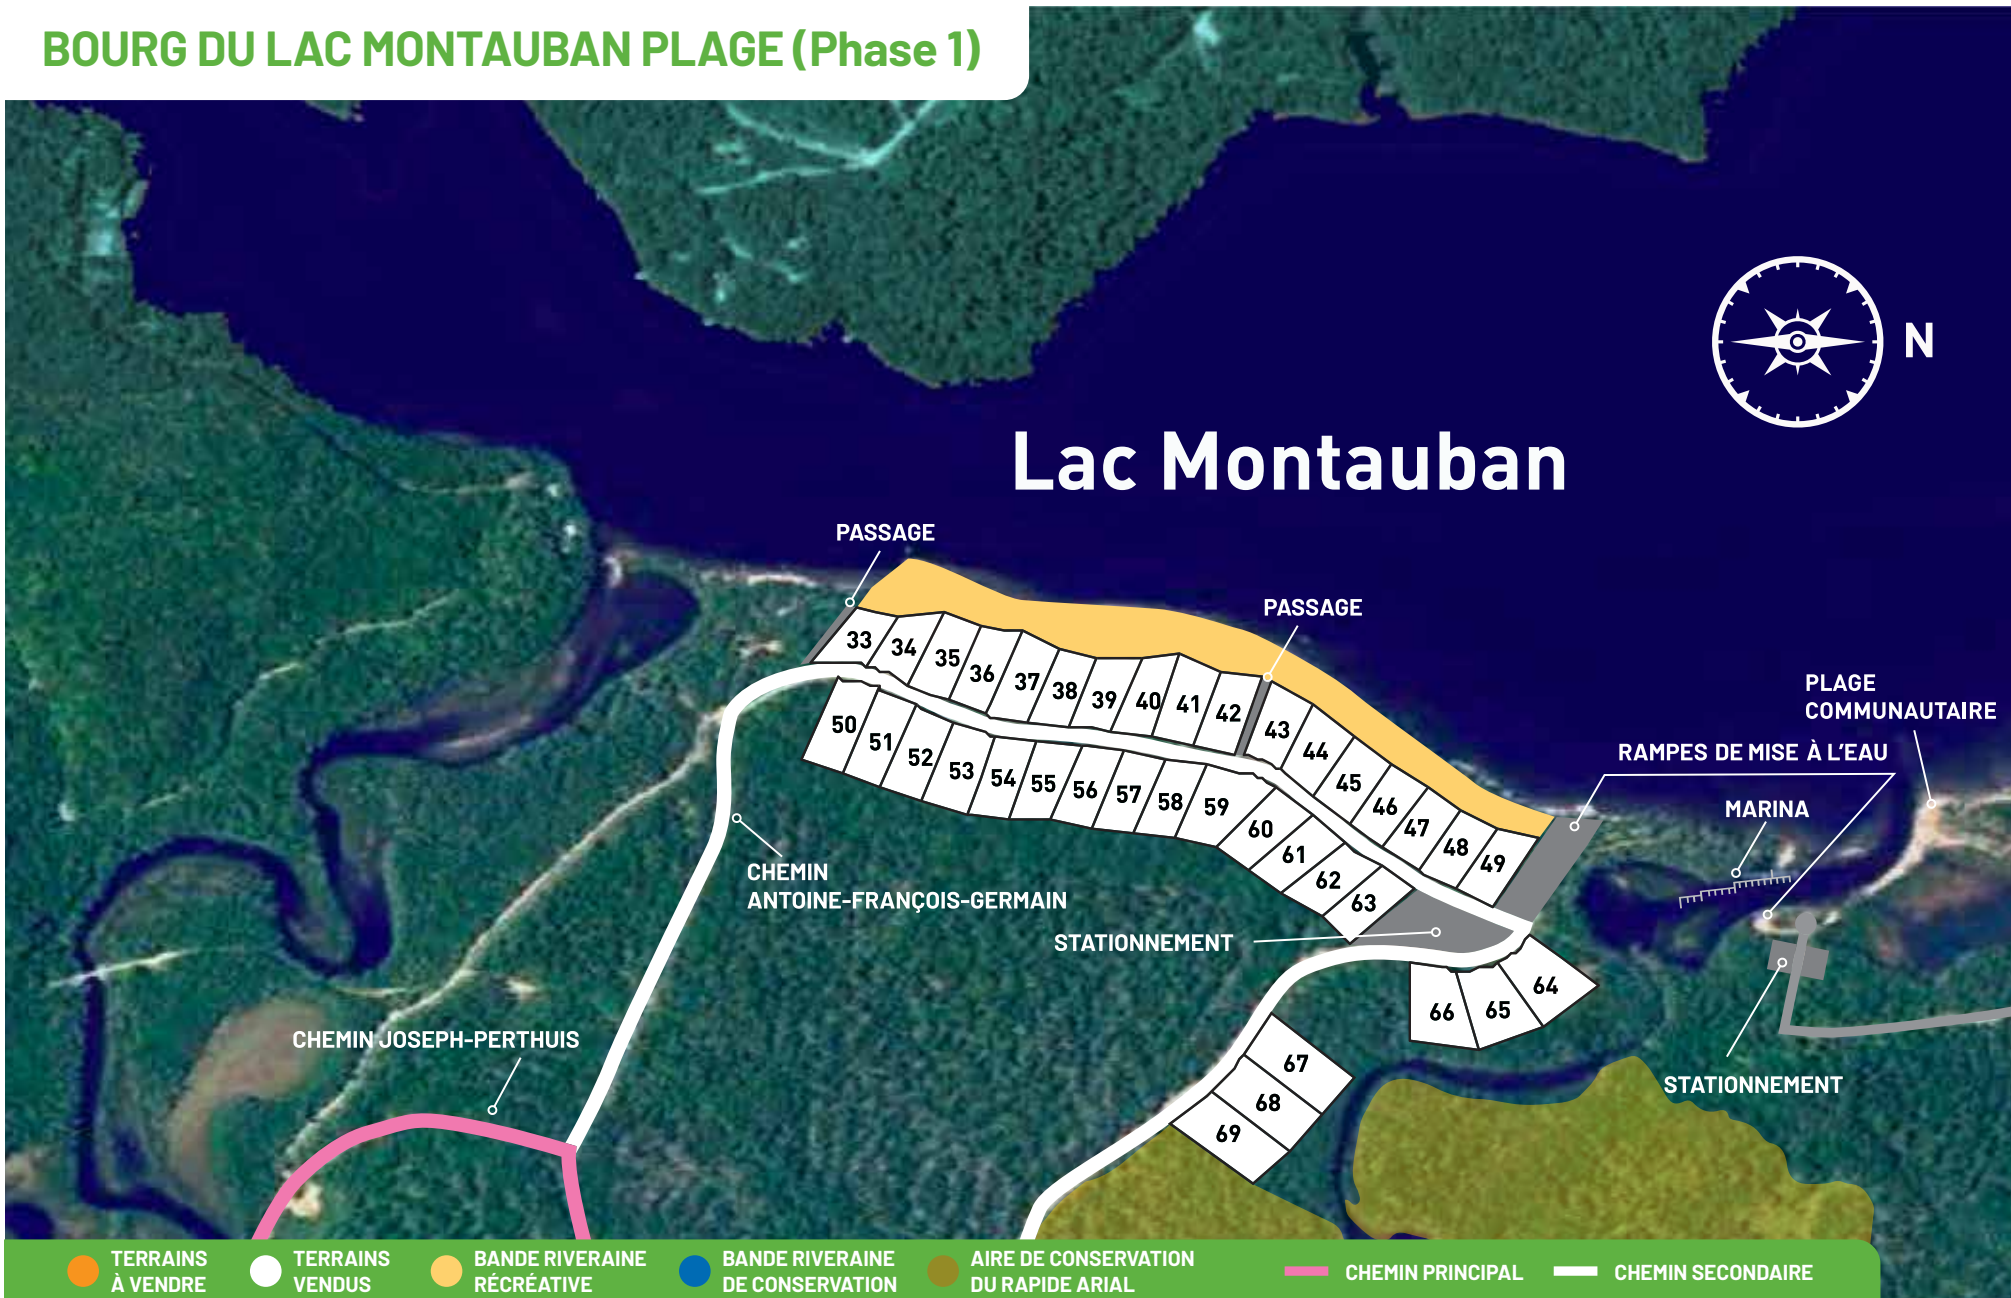 BOURG DU LAC MONTAUBAN PLAGE (Phase 1)
N
Lac Montauban
PASSAGE
PASSAGE
33
34
35
36
37
38
39
40
41
42
43
44
45
46
47
48
49
50
51
52
53
54
55
56
57
58
59
60
61
62
63
64
65
66
67
68
69
PLAGE
COMMUNAUTAIRE
RAMPES DE MISE À L'EAU
MARINA
CHEMIN
ANTOINE-FRANÇOIS-GERMAIN
STATIONNEMENT
CHEMIN JOSEPH-PERTHUIS
STATIONNEMENT
TERRAINS
À VENDRE
TERRAINS
VENDUS
BANDE RIVERAINE
RÉCRÉATIVE
BANDE RIVERAINE
DE CONSERVATION
AIRE DE CONSERVATION
DU RAPIDE ARIAL
CHEMIN PRINCIPAL
CHEMIN SECONDAIRE